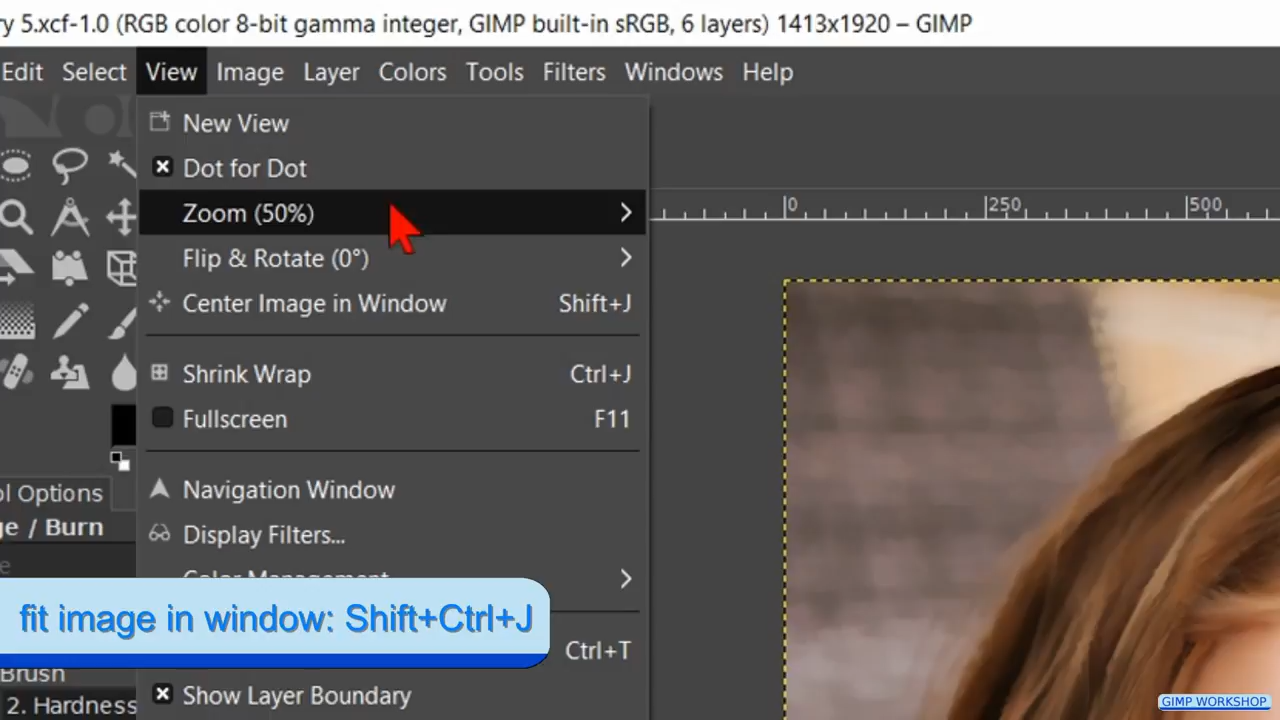 ry 5.xcf-1.0 (RGB color 8-bit gamma integer, GIMP built-in sRGB, 6 layers) 1413x1920 – GIMP
Edit Select View Image Layer Colors Tools Filters Windows Help
New View
Dot for Dot
Zoom (50%)
0 250 500
Flip & Rotate (0°)
Center Image in Window Shift+J
Shrink Wrap Ctrl+J
Fullscreen F11
Navigation Window
ol Options
ge / Burn
Display Filters...
Color Management
fit image in window: Shift+Ctrl+J
Ctrl+T
Brush
2. Hardness
Show Layer Boundary
GIMP WORKSHOP